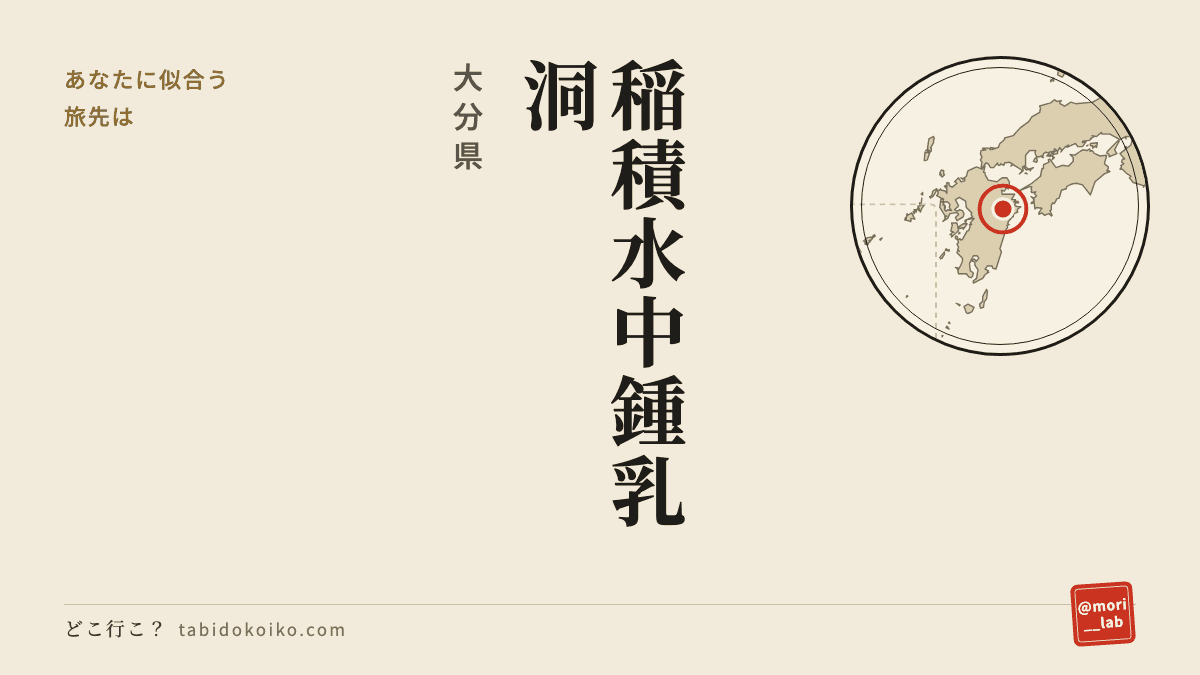 あなたに似合う
旅先は
稲積水中鍾乳
洞
大分県
どこ行こ？ tabidokoiko.com
@mori
__lab